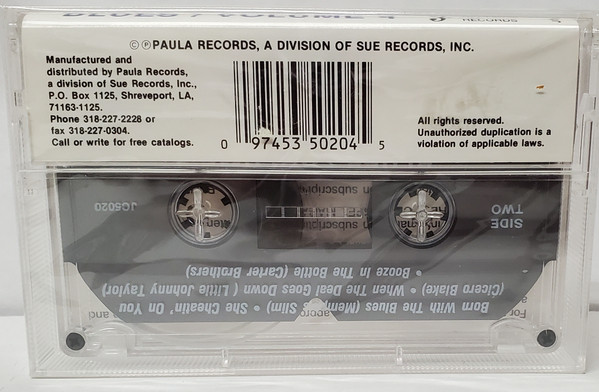 RECORDS
©℗PAULA RECORDS, A DIVISION OF SUE RECORDS, INC.
Manufactured and
distributed by Paula Records,
a division of Sue Records, Inc.,
P.O. Box 1125, Shreveport, LA,
71163-1125.
Phone 318-227-2228 or
fax 318-227-0304.
Call or write for free catalogs.
0 97453 50204 5
All rights reserved.
Unauthorized duplication is a
violation of applicable laws.
Born With The Blues (Memphis Slim) • She Cheatin' On You
(Cicero Blake) • When The Deal Goes Down ( Little Johnny Taylor)
• Booze In The Bottle (Carter Brothers)
SIDE
TWO
JC5020